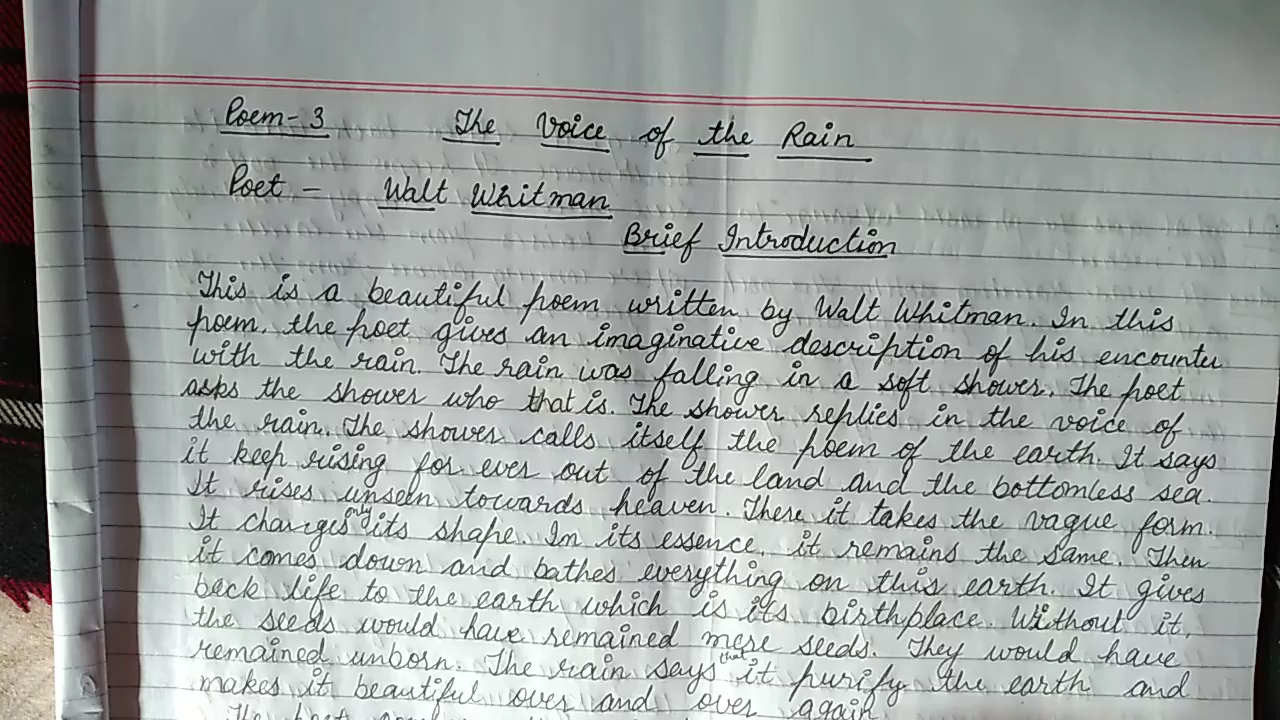 Poem-3 The Voice of the Rain
Poet - Walt Whitman
Brief Introduction
This is a beautiful poem written by Walt Whitman. In this
poem, the poet gives an imaginative description of his encounter
with the rain. The rain was falling in a soft shower. The poet
asks the shower who that is. The shower replies in the voice of
the rain. The shower calls itself the poem of the earth. It says
it keep rising for ever out of the land and the bottomless sea.
It rises unseen towards heaven. There it takes the vague form.
It changes only its shape. In its essence, it remains the same. Then
it comes down and bathes everything on this earth. It gives
back life to the earth which is its birthplace. Without it,
the seeds would have remained mere seeds. They would have
remained unborn. The rain says that it purify the earth and
makes it beautiful over and over again.
The poet